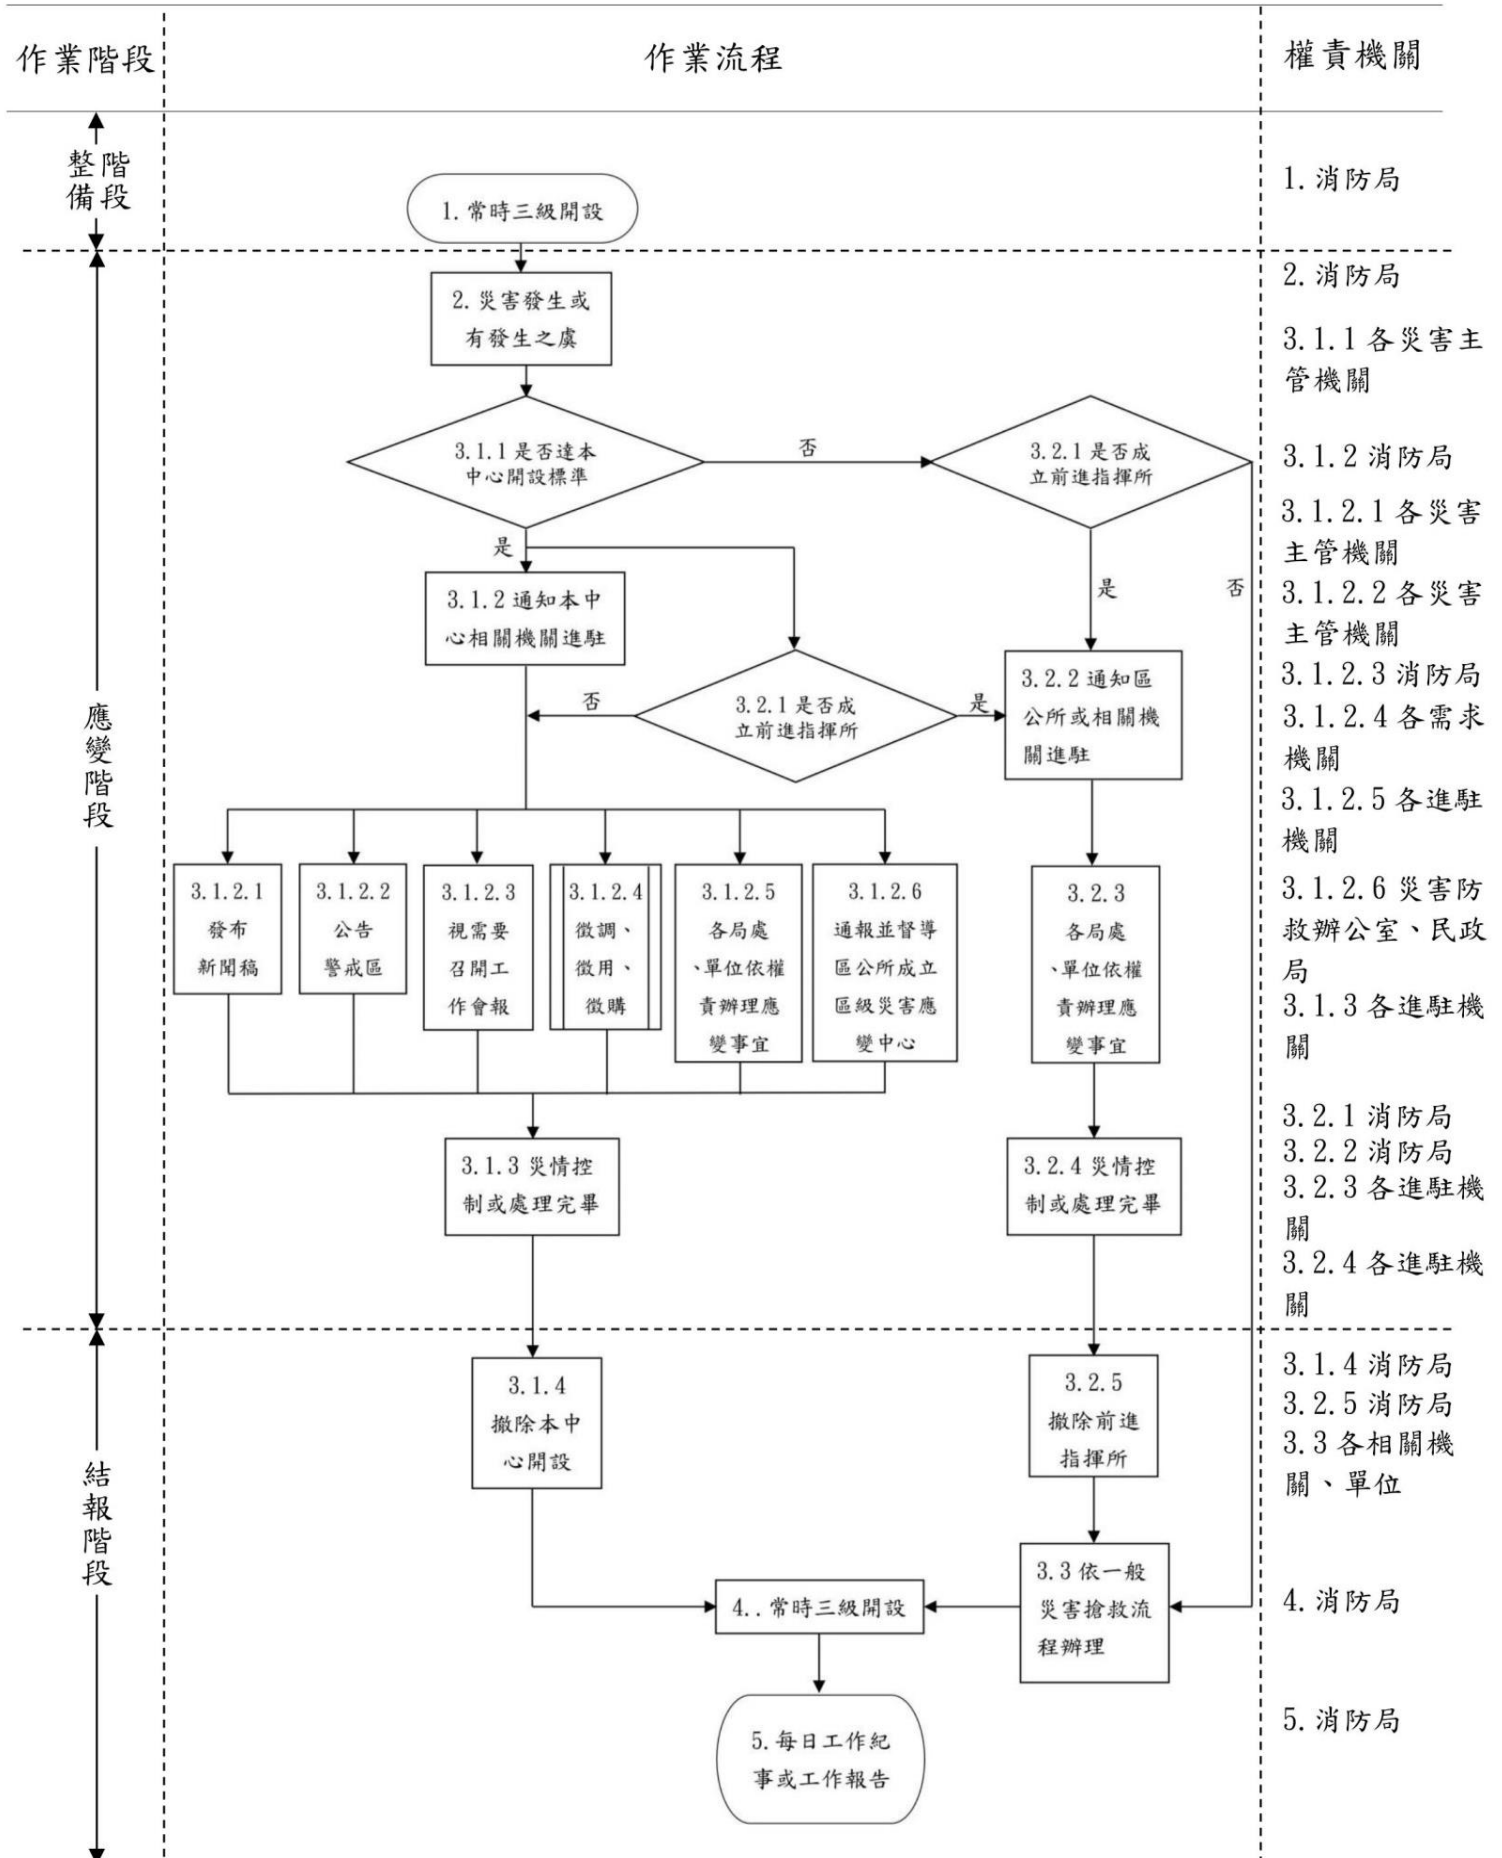 作業階段
作業流程
權責機關
整階
備段
1.常時三級開設
1.消防局
應
變
階
段
2.災害發生或
有發生之虞
3.1.1是否達本
中心開設標準
否
3.2.1是否成
立前進指揮所
是
3.1.2通知本中
心相關機關進駐
是
否
否
3.2.1是否成
立前進指揮所
是
3.2.2通知區
公所或相關機
關進駐
3.1.2.1
發布
新聞稿
3.1.2.2
公告
警戒區
3.1.2.3
視需要
召開工
作會報
3.1.2.4
徵調、
徵用、
徵購
3.1.2.5
各局處
、單位依權
責辦理應
變事宜
3.1.2.6
通報並督導
區公所成立
區級災害應
變中心
3.2.3
各局處
、單位依權
責辦理應
變事宜
3.1.3災情控
制或處理完畢
3.2.4災情控
制或處理完畢
2.消防局
3.1.1各災害主
管機關
3.1.2消防局
3.1.2.1各災害
主管機關
3.1.2.2各災害
主管機關
3.1.2.3消防局
3.1.2.4各需求
機關
3.1.2.5各進駐
機關
3.1.2.6災害防
救辦公室、民政
局
3.1.3各進駐機
關
3.2.1消防局
3.2.2消防局
3.2.3各進駐機
關
3.2.4各進駐機
關
結
報
階
段
3.1.4
撤除本中
心開設
3.2.5
撤除前進
指揮所
3.3依一般
災害搶救流
程辦理
4..常時三級開設
5.每日工作紀
事或工作報告
3.1.4消防局
3.2.5消防局
3.3各相關機
關、單位
4.消防局
5.消防局